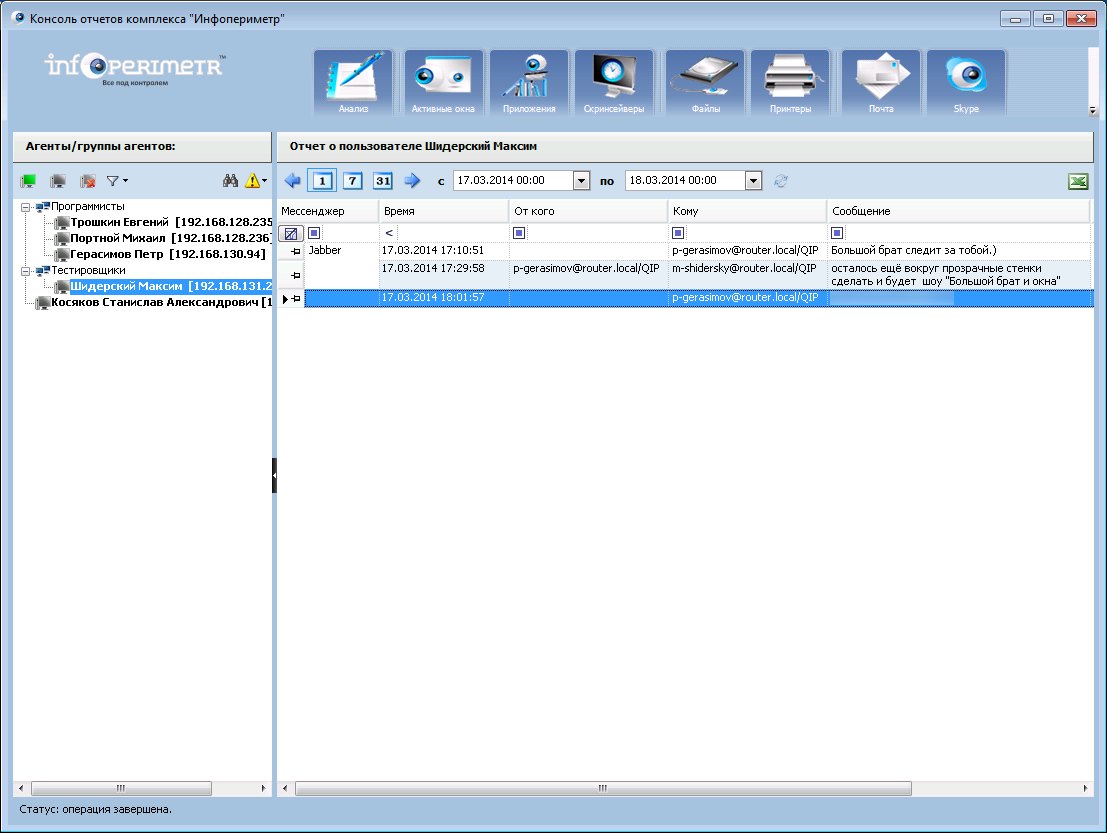 Консоль отчетов комплекса "Инфопериметр"
infOPERIMETR™
Все под контролем
Анализ
Активные окна
Приложения
Скринсейверы
Файлы
Принтеры
Почта
Skype
Агенты/группы агентов:
Отчет о пользователе Шидерский Максим
1 7 31 с 17.03.2014 00:00 по 18.03.2014 00:00
Программисты
Трошкин Евгений [192.168.128.235
Портной Михаил [192.168.128.236]
Герасимов Петр [192.168.130.94]
Тестировщики
Шидерский Максим [192.168.131.2
Косяков Станислав Александрович [1
Мессенджер Время От кого Кому Сообщение
<
Jabber 17.03.2014 17:10:51 p-gerasimov@router.local/QIP Большой брат следит за тобой.)
17.03.2014 17:29:58 p-gerasimov@router.local/QIP m-shidersky@router.local/QIP осталось ещё вокруг прозрачные стенки
сделать и будет шоу "Большой брат и окна"
17.03.2014 18:01:57 p-gerasimov@router.local/QIP
Статус: операция завершена.